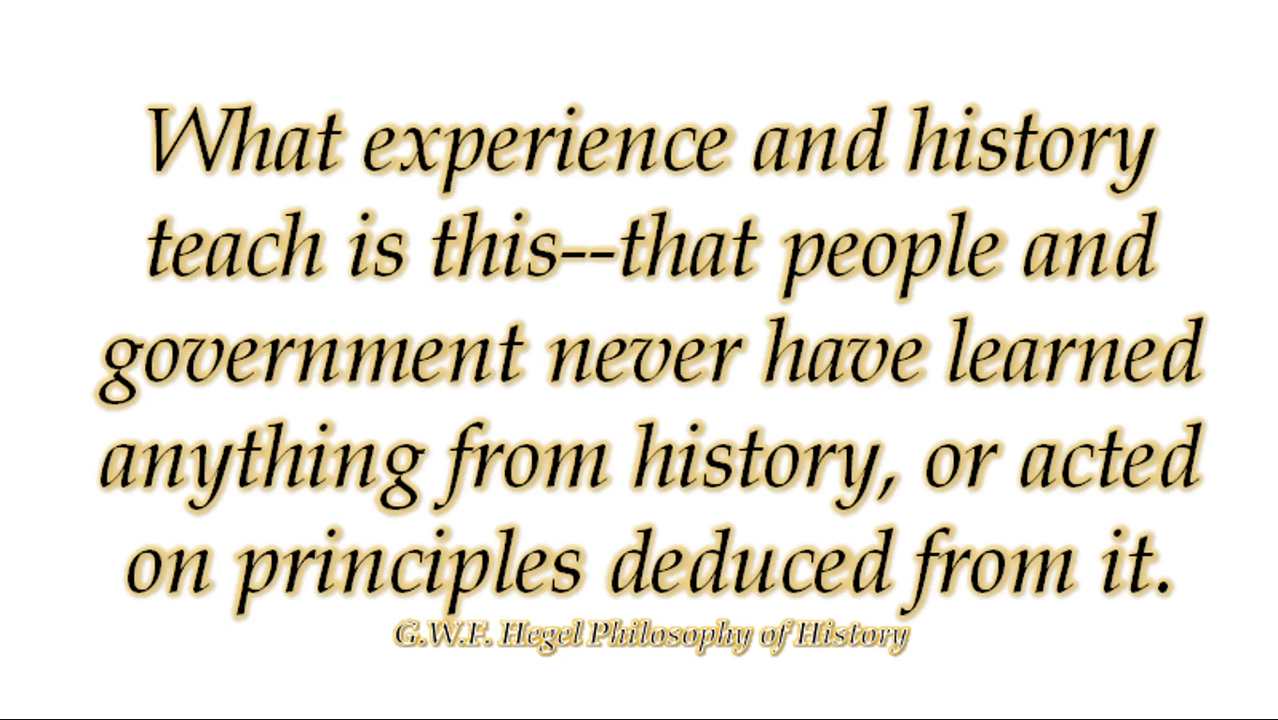 What experience and history
teach is this--that people and
government never have learned
anything from history, or acted
on principles deduced from it.
G.W.F. Hegel Philosophy of History